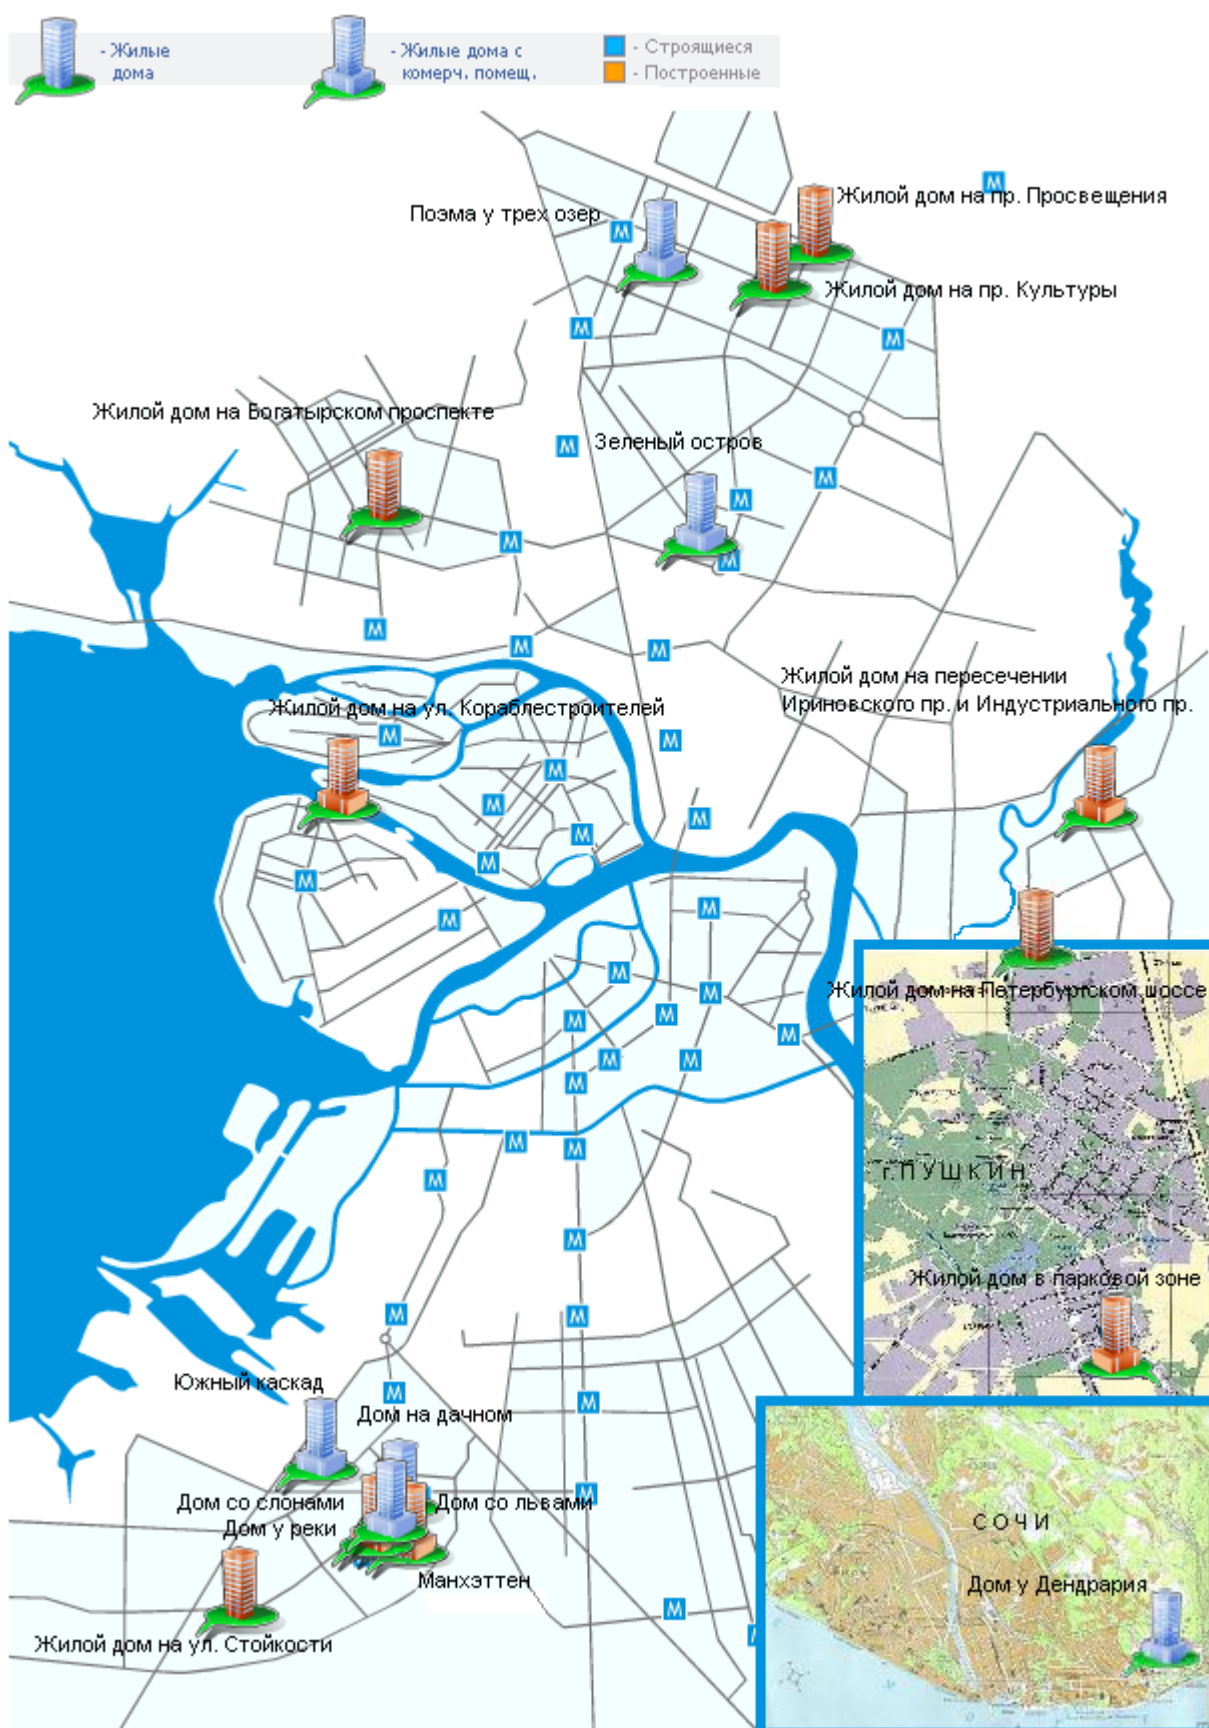 - Жилые
дома
- Жилые дома с
комерч. помещ.
- Строящиеся
- Построенные
Жилой дом на пр. Просвещения
Поэма у трех озер
Жилой дом на пр. Культуры
Жилой дом на Богатырском проспекте
Зеленый остров
Жилой дом на пересечении
Ириновского пр. и Индустриального пр.
Жилой дом на ул. Кораблестроителей
Жилой дом на Петербургском шоссе
г.ПУШКИН
Жилой дом в парковой зоне
Южный каскад
Дом на дачном
Дом со слонами
Дом со львами
Дом у реки
Манхэттен
Жилой дом на ул. Стойкости
СОЧИ
Дом у Дендрария